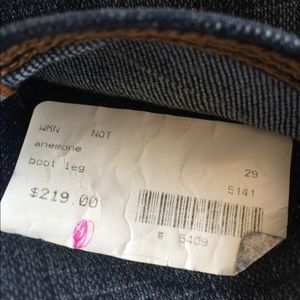 WMN NOT
anemone 29
boot leg 5141
$219.00
# 6409